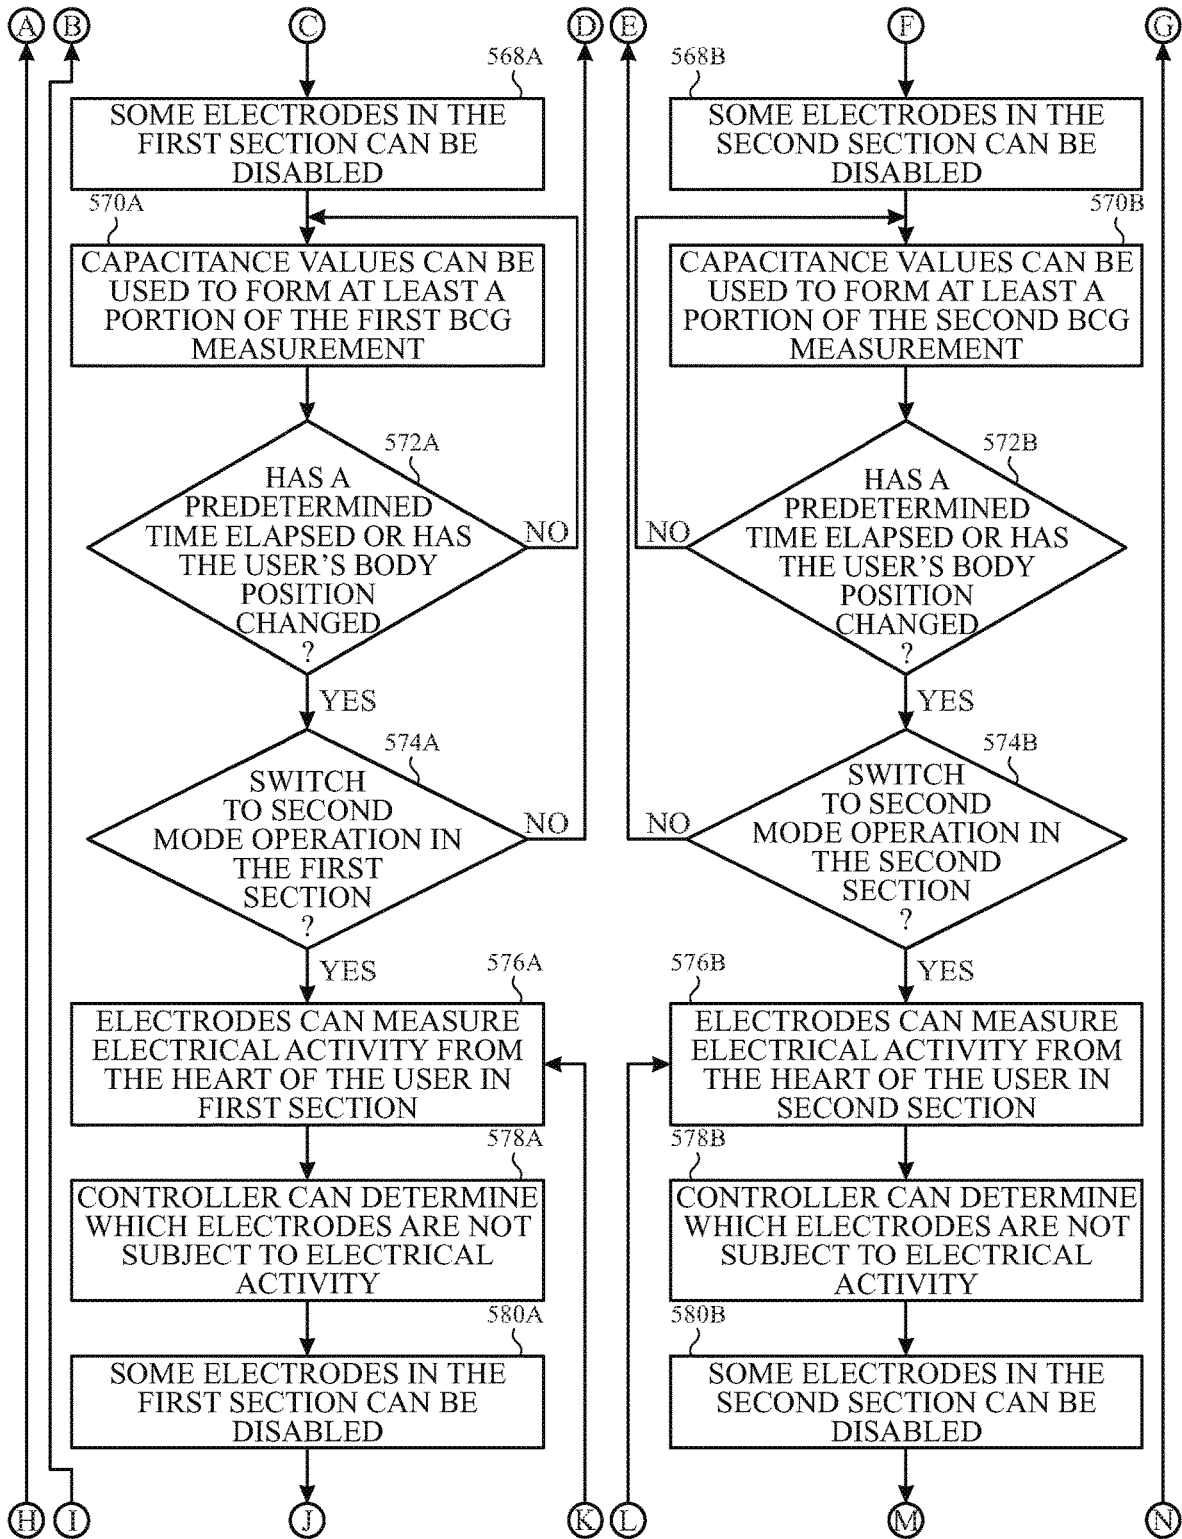 A
B
C
D
E
F
G
568A
SOME ELECTRODES IN THE
FIRST SECTION CAN BE
DISABLED
570A
CAPACITANCE VALUES CAN BE
USED TO FORM AT LEAST A
PORTION OF THE FIRST BCG
MEASUREMENT
572A
HAS A
PREDETERMINED
TIME ELAPSED OR HAS
THE USER'S BODY
POSITION
CHANGED
?
NO
YES
574A
SWITCH
TO SECOND
MODE OPERATION IN
THE FIRST
SECTION
?
NO
YES
576A
ELECTRODES CAN MEASURE
ELECTRICAL ACTIVITY FROM
THE HEART OF THE USER IN
FIRST SECTION
578A
CONTROLLER CAN DETERMINE
WHICH ELECTRODES ARE NOT
SUBJECT TO ELECTRICAL
ACTIVITY
580A
SOME ELECTRODES IN THE
FIRST SECTION CAN BE
DISABLED
568B
SOME ELECTRODES IN THE
SECOND SECTION CAN BE
DISABLED
570B
CAPACITANCE VALUES CAN BE
USED TO FORM AT LEAST A
PORTION OF THE SECOND BCG
MEASUREMENT
572B
HAS A
PREDETERMINED
TIME ELAPSED OR HAS
THE USER'S BODY
POSITION
CHANGED
?
NO
YES
574B
SWITCH
TO SECOND
MODE OPERATION IN
THE SECOND
SECTION
?
NO
YES
576B
ELECTRODES CAN MEASURE
ELECTRICAL ACTIVITY FROM
THE HEART OF THE USER IN
SECOND SECTION
578B
CONTROLLER CAN DETERMINE
WHICH ELECTRODES ARE NOT
SUBJECT TO ELECTRICAL
ACTIVITY
580B
SOME ELECTRODES IN THE
SECOND SECTION CAN BE
DISABLED
H
I
J
K
L
M
N